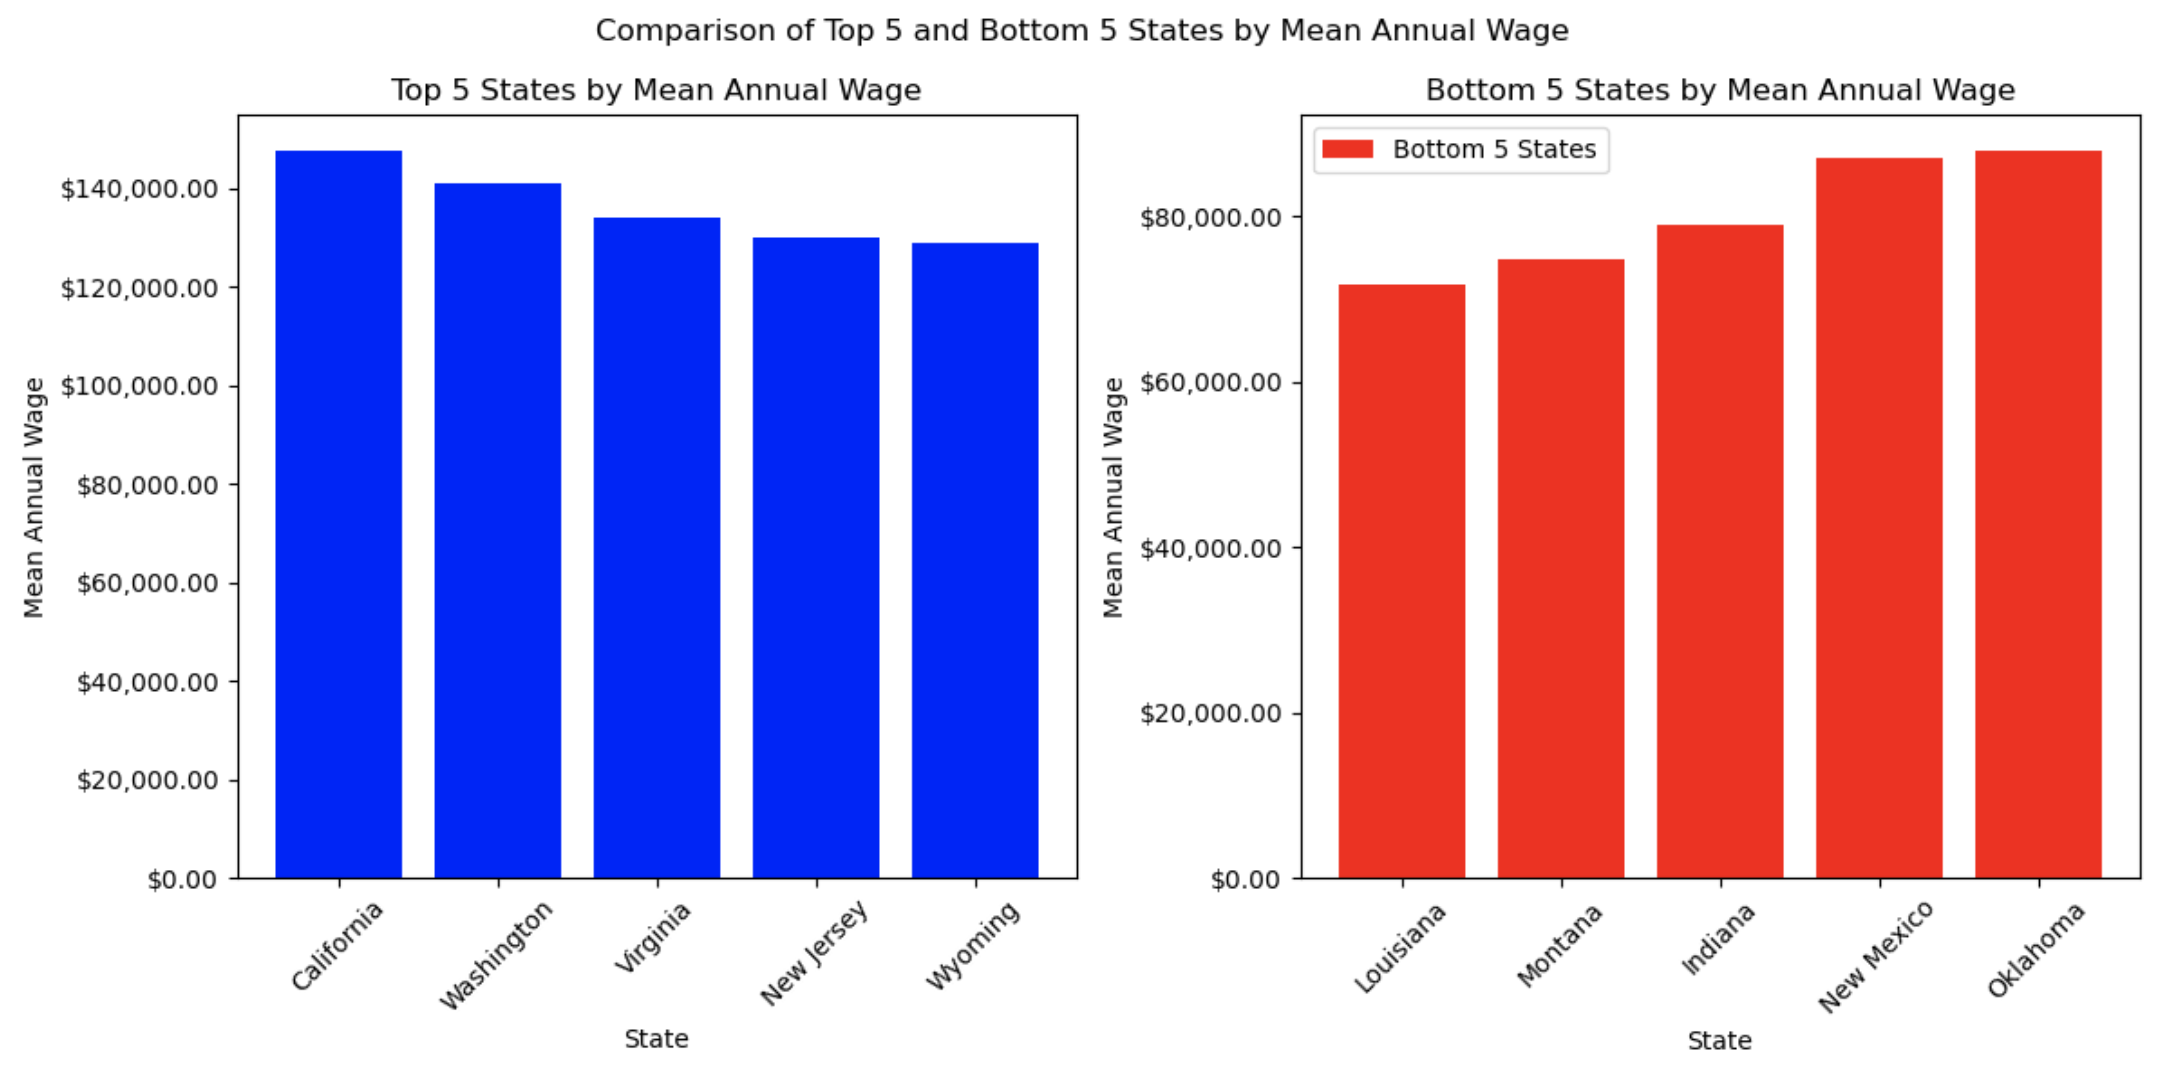 Comparison of Top 5 and Bottom 5 States by Mean Annual Wage
Top 5 States by Mean Annual Wage
Mean Annual Wage
$140,000.00
$120,000.00
$100,000.00
$80,000.00
$60,000.00
$40,000.00
$20,000.00
$0.00
California
Washington
Virginia
New Jersey
Wyoming
State
Bottom 5 States by Mean Annual Wage
Bottom 5 States
Mean Annual Wage
$80,000.00
$60,000.00
$40,000.00
$20,000.00
$0.00
Louisiana
Montana
Indiana
New Mexico
Oklahoma
State